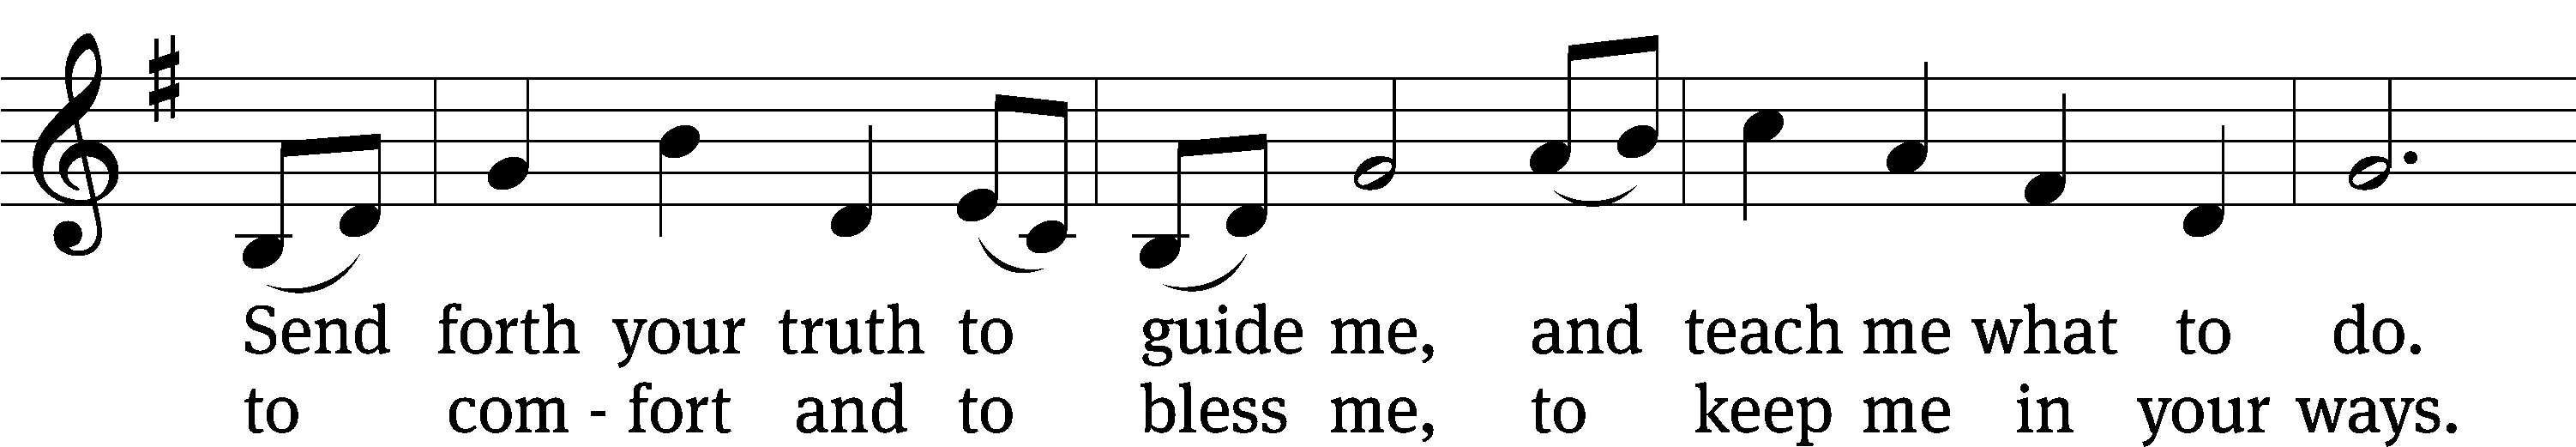 Send forth your truth to guide me, and teach me what to do.
to com - fort and to bless me, to keep me in your ways.